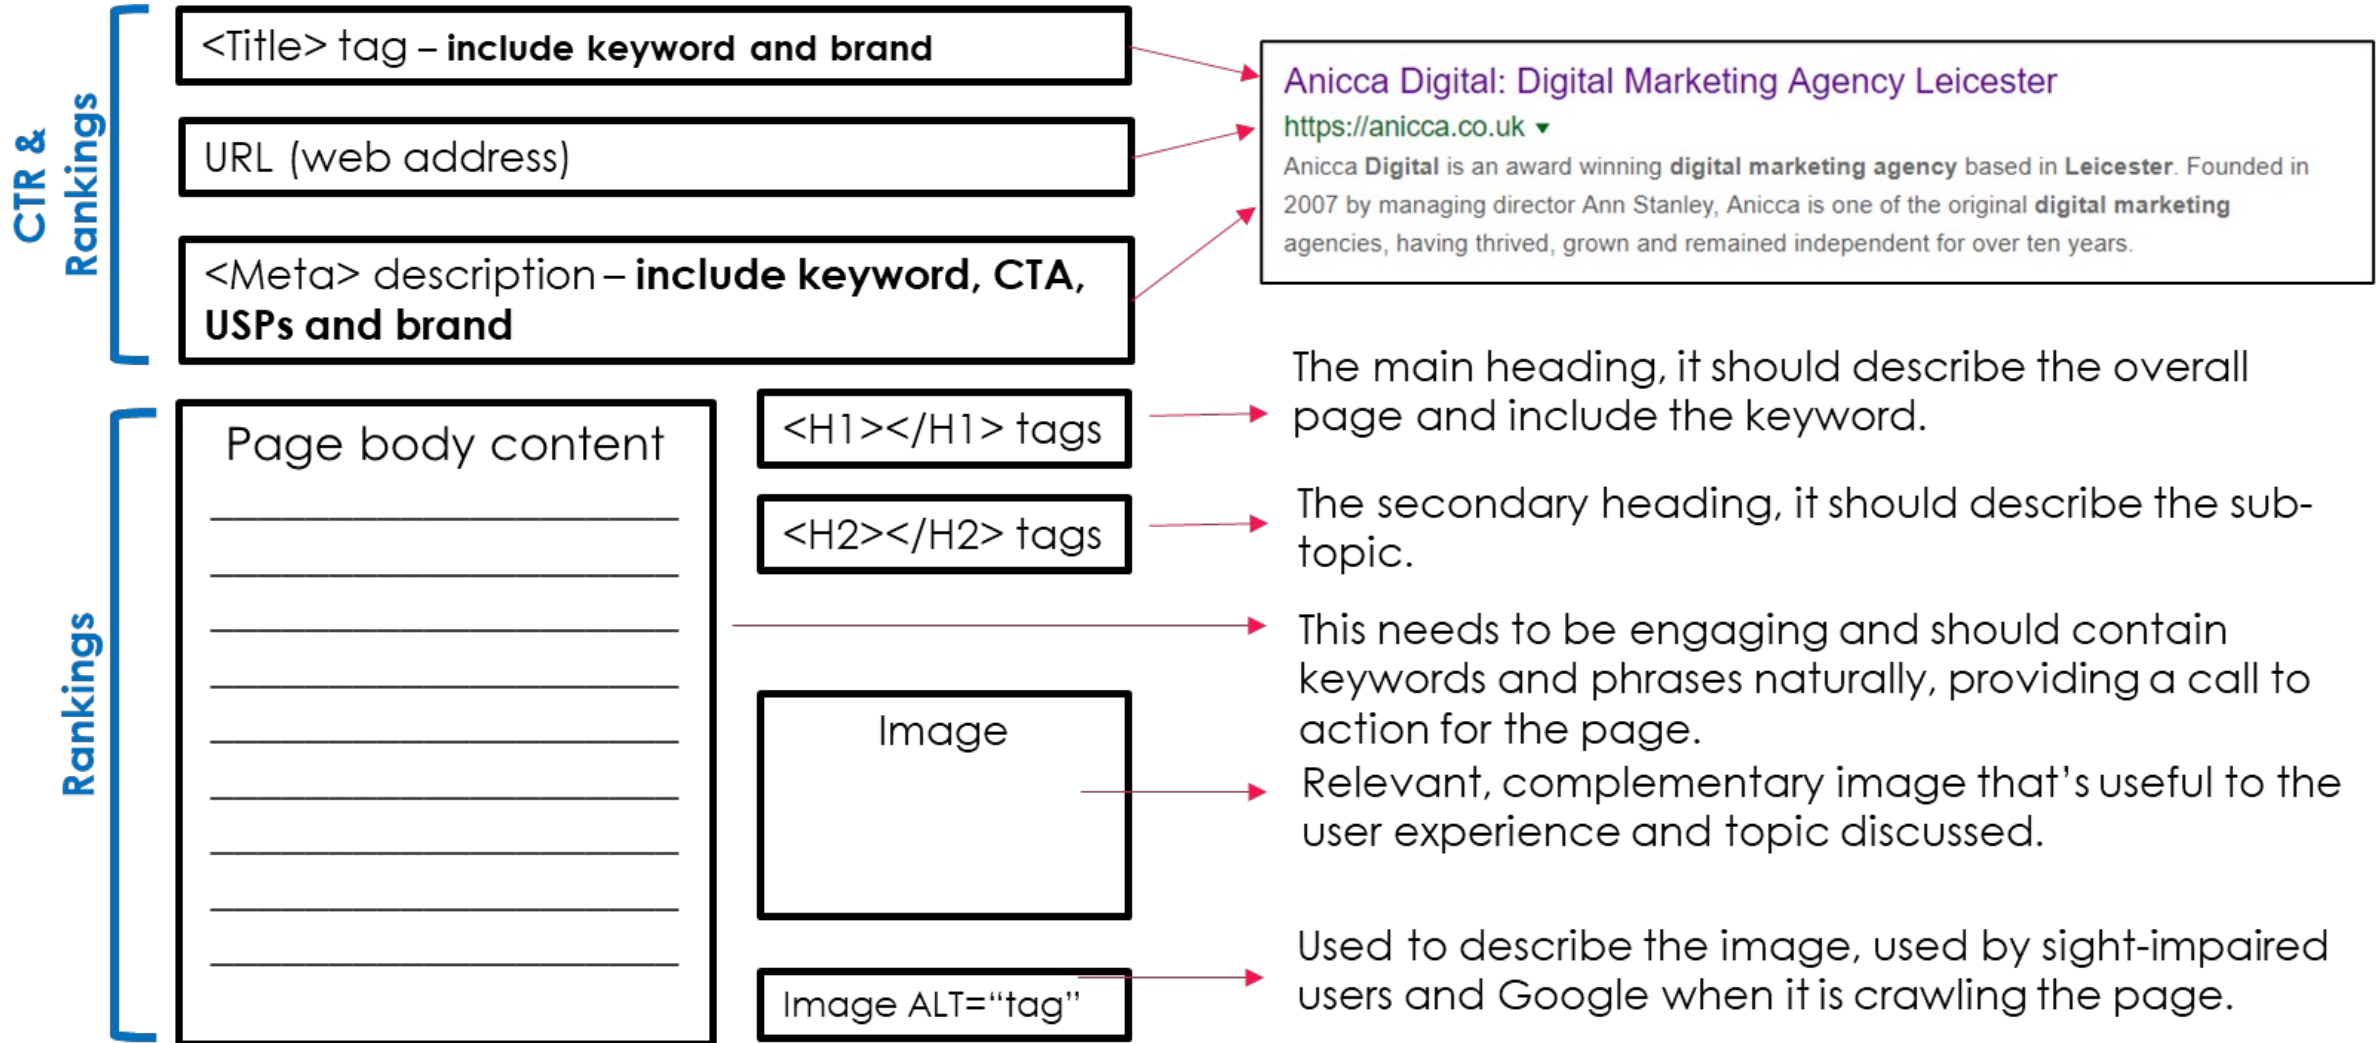 CTR &
Rankings
<Title> tag – include keyword and brand
URL (web address)
<Meta> description – include keyword, CTA,
USPs and brand
Anicca Digital: Digital Marketing Agency Leicester
https://anicca.co.uk
Anicca Digital is an award winning digital marketing agency based in Leicester. Founded in
2007 by managing director Ann Stanley, Anicca is one of the original digital marketing
agencies, having thrived, grown and remained independent for over ten years.
Rankings
Page body content
<H1></H1> tags
The main heading, it should describe the overall
page and include the keyword.
<H2></H2> tags
The secondary heading, it should describe the sub-
topic.
This needs to be engaging and should contain
keywords and phrases naturally, providing a call to
action for the page.
Image
Relevant, complementary image that's useful to the
user experience and topic discussed.
Image ALT=“tag”
Used to describe the image, used by sight-impaired
users and Google when it is crawling the page.